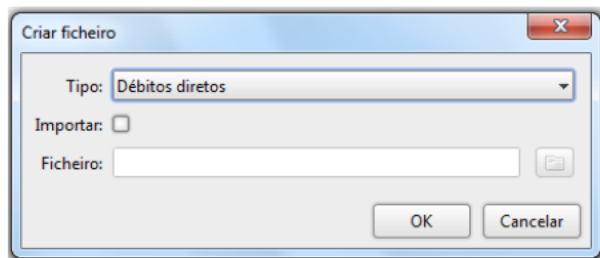 Criar ficheiro
Tipo: Débitos diretos
Importar:
Ficheiro:
OK Cancelar